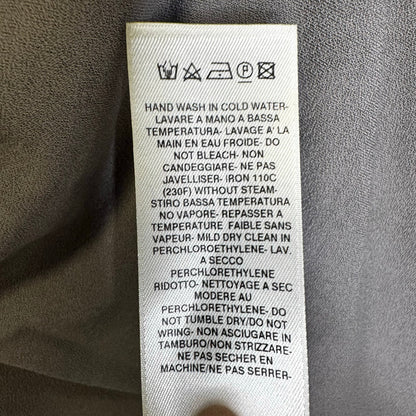 HAND WASH IN COLD WATER-
LAVARE A MANO A BASSA
TEMPERATURA- LAVAGE A' LA
MAIN EN EAU FROIDE- DO
NOT BLEACH- NON
CANDEGGIARE- NE PAS
JAVELLISER- IRON 110C
(230F) WITHOUT STEAM-
STIRO BASSA TEMPERATURA
NO VAPORE- REPASSER A
TEMPERATURE FAIBLE SANS
VAPEUR- MILD DRY CLEAN IN
PERCHLOROETHYLENE- LAV.
A SECCO
PERCHLORETHYLENE
RIDOTTO- NETTOYAGE A SEC
MODERE AU
PERCHLORETHYLENE- DO
NOT TUMBLE DRY/DO NOT
WRING- NON ASCIUGARE IN
TAMBURO/NON STRIZZARE-
NE PAS SECHER EN
MACHINE/NE PAS SERRER-